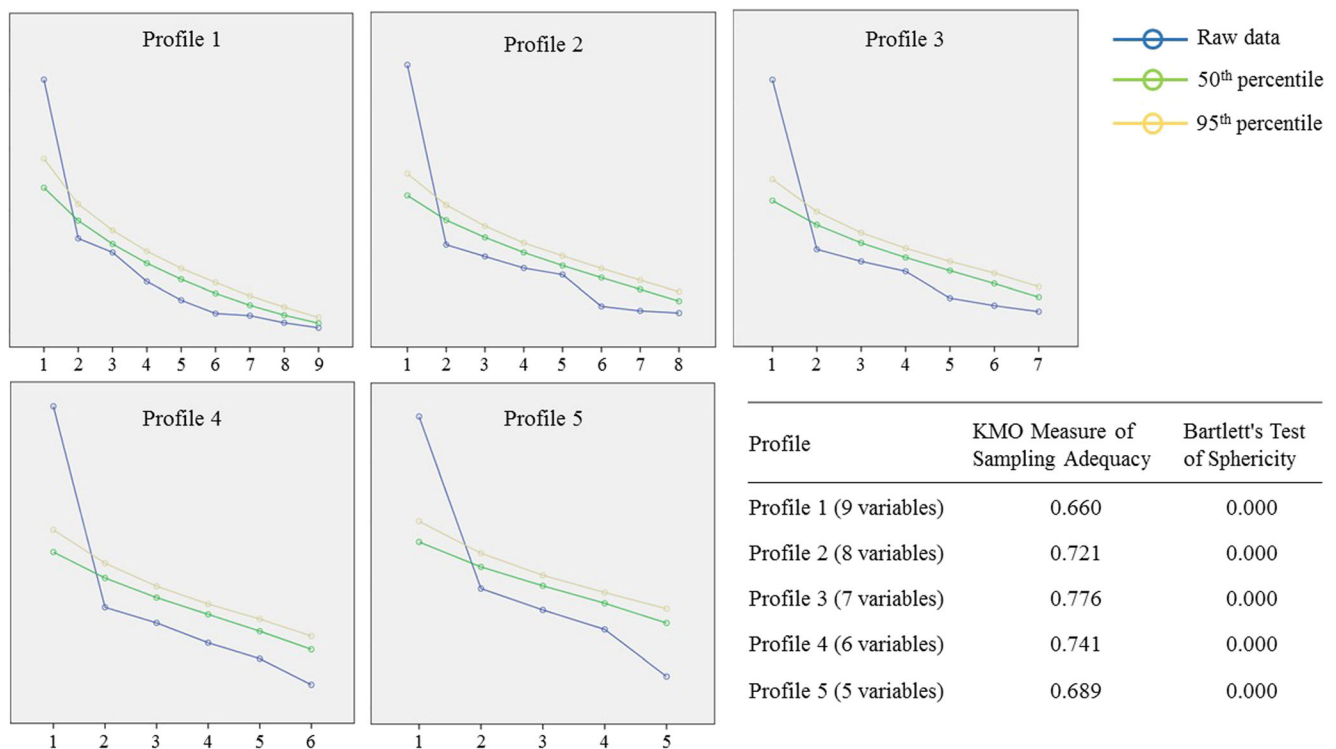 Profile 1
1 2 3 4 5 6 7 8 9
Profile 2
1 2 3 4 5 6 7 8
Profile 3
1 2 3 4 5 6 7
Raw data
50th percentile
95th percentile
Profile 4
1 2 3 4 5 6
Profile 5
1 2 3 4 5
Profile KMO Measure of Bartlett's Test
Sampling Adequacy of Sphericity
Profile 1 (9 variables) 0.660 0.000
Profile 2 (8 variables) 0.721 0.000
Profile 3 (7 variables) 0.776 0.000
Profile 4 (6 variables) 0.741 0.000
Profile 5 (5 variables) 0.689 0.000